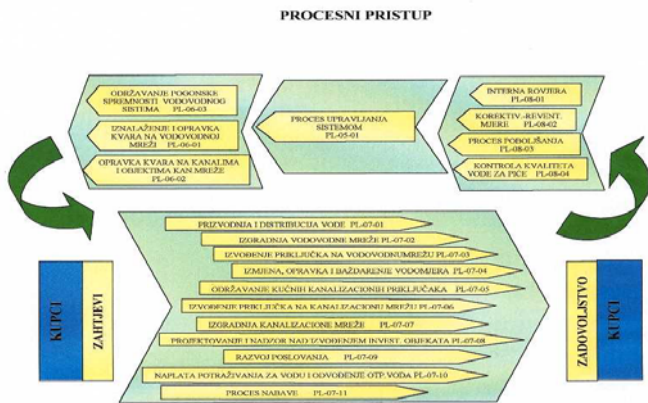 PROCESNI PRISTUP
ODRŽAVANJE POGONSKE
SPREMNOSTI VODOVODNOG
SISTEMA PL-06-03
IZNALAŽENJE I OPRAVKA
KVARA NA VODOVODNOJ
MREŽI PL-06-01
OPRAVKA KVARA NA KANALIMA
I OBJEKTIMA KAN.MREŽE
PL-06-02
PROCES UPRAVLJANJA
SISTEMOM
PL-05-01
INTERNA ROVJERA
PL-08-01
KOREKTIV.-REVENT.
MJERE PL-08-02
PROCES POBOLJŠANJA
PL-08-03
KONTROLA KVALITETA
VODE ZA PIĆE PL-08-04
KUPCI
ZAHTJEVI
PRIZVODNJA I DISTRIBUCIJA VODE PL-07-01
IZGORADNJA VODOVODNE MREŽE PL-07-02
IZVOĐENJE PRIKLJUČKA NA VODOVODNUMREŽU PL-07-03
IZMJENA, OPRAVKA I BAŽDARENJE VODOMJERA PL-07-04
ODRŽAVANJE KUĆNIH KANALIZACIONIH PRIKLJUČAKA PL-07-05
IZVOĐENJE PRIKLJUČKA NA KANALIZACIONU MREŽU PL-07-06
IZGRADNJA KANALIZACIONE MREŽE PL-07-07
PROJEKTOVANJE I NADZOR NAD IZVOĐENJEM INVEST. OBJEKATA PL-07-08
RAZVOJ POSLOVANJA PL-07-09
NAPLATA POTRAŽIVANJA ZA VODU I ODVOĐENJE OTP.VODA PL-07-10
PROCES NABAVE PL-07-11
ZADOVOLJSTVO
KUPCI